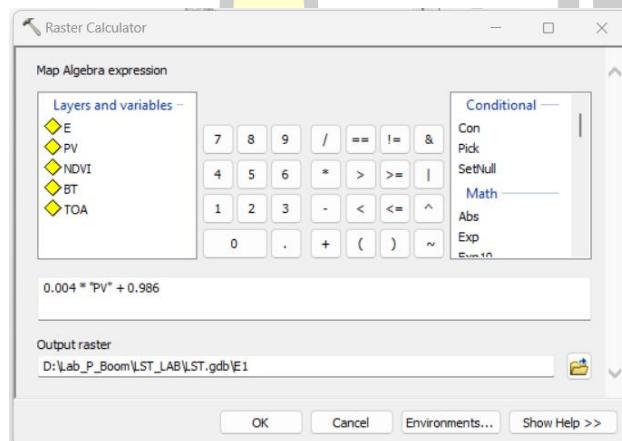 Raster Calculator
Map Algebra expression
Layers and variables
E
PV
NDVI
BT
TOA
7 8 9 / == != &
4 5 6 * > >= |
1 2 3 - < <= ^
0 . + ( ) ~
Conditional
Con
Pick
SetNull
Math
Abs
Exp
Exp10
0.004 * "PV" + 0.986
Output raster
D:\Lab_P_Boom\LST_LAB\LST.gdb\E1
OK Cancel Environments... Show Help >>